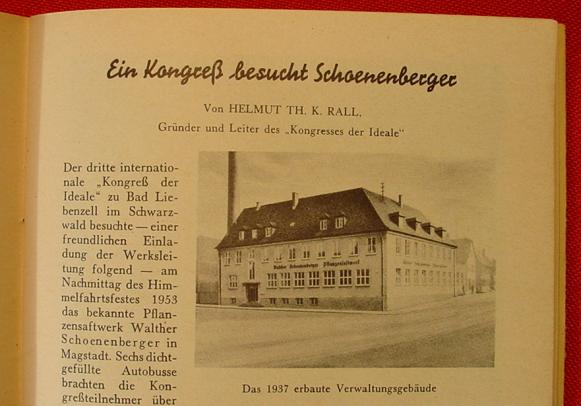 Ein Kongreß besucht Schoenenberger
Von HELMUT TH. K. RALL,
Gründer und Leiter des „Kongresses der Ideale“
Der dritte internatio-
nale „Kongreß der
Ideale“ zu Bad Lie-
benzell im Schwarz-
wald besuchte — einer
freundlichen Einla-
dung der Werkslei-
tung folgend — am
Nachmittag des Him-
melfahrtsfestes 1953
das bekannte Pflan-
zensaftwerk Walther
Schoenenberger in
Magstadt. Sechs dicht-
gefüllte Autobusse
brachten die Kon-
greßteilnehmer über
Walther Schoenenberger Pflanzensaftwerk
Das 1937 erbaute Verwaltungsgebäude